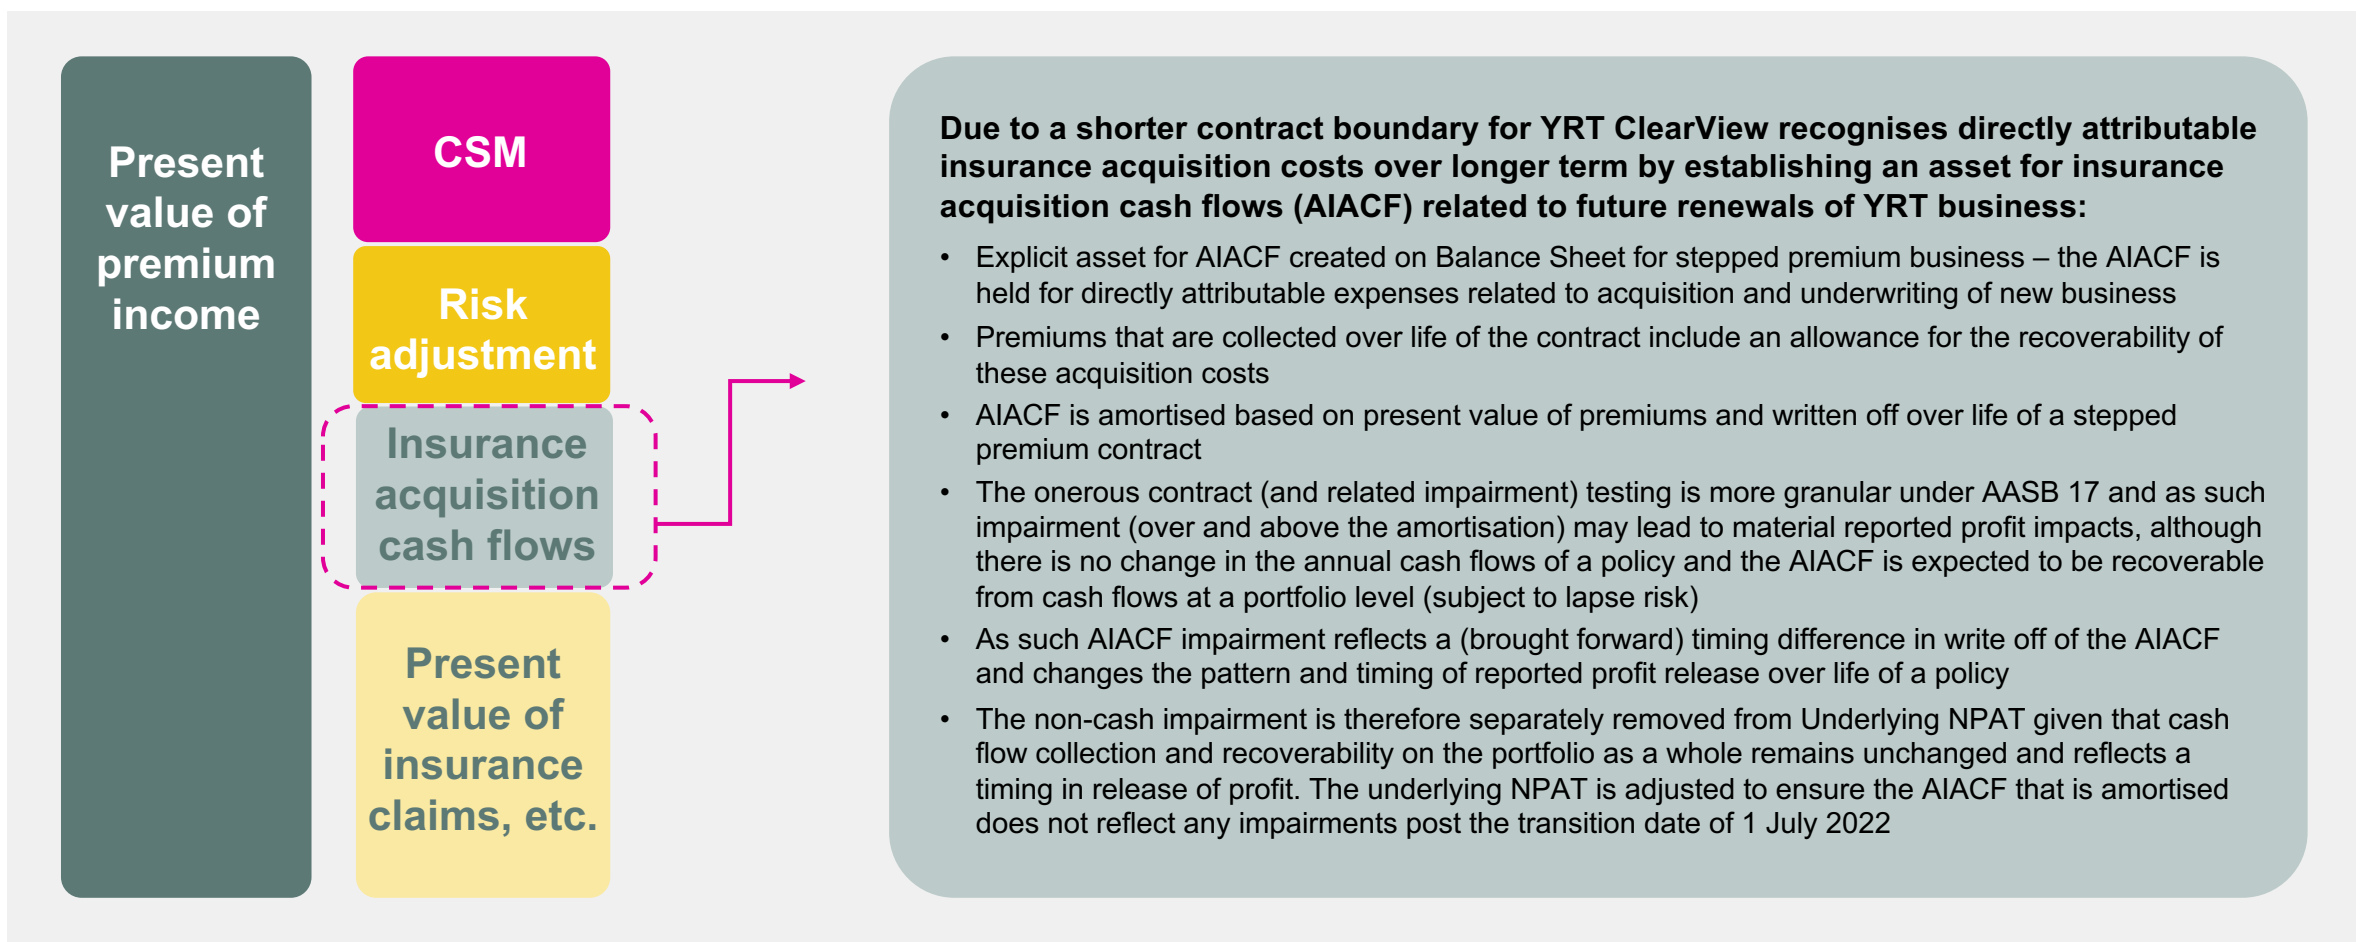 Present
value of
premium
income
CSM
Risk
adjustment
Insurance
acquisition
cash flows
Present
value of
insurance
claims, etc.
Due to a shorter contract boundary for YRT ClearView recognises directly attributable
insurance acquisition costs over longer term by establishing an asset for insurance
acquisition cash flows (AIACF) related to future renewals of YRT business:
• Explicit asset for AIACF created on Balance Sheet for stepped premium business – the AIACF is
held for directly attributable expenses related to acquisition and underwriting of new business
• Premiums that are collected over life of the contract include an allowance for the recoverability of
these acquisition costs
• AIACF is amortised based on present value of premiums and written off over life of a stepped
premium contract
• The onerous contract (and related impairment) testing is more granular under AASB 17 and as such
impairment (over and above the amortisation) may lead to material reported profit impacts, although
there is no change in the annual cash flows of a policy and the AIACF is expected to be recoverable
from cash flows at a portfolio level (subject to lapse risk)
• As such AIACF impairment reflects a (brought forward) timing difference in write off of the AIACF
and changes the pattern and timing of reported profit release over life of a policy
• The non-cash impairment is therefore separately removed from Underlying NPAT given that cash
flow collection and recoverability on the portfolio as a whole remains unchanged and reflects a
timing in release of profit. The underlying NPAT is adjusted to ensure the AIACF that is amortised
does not reflect any impairments post the transition date of 1 July 2022